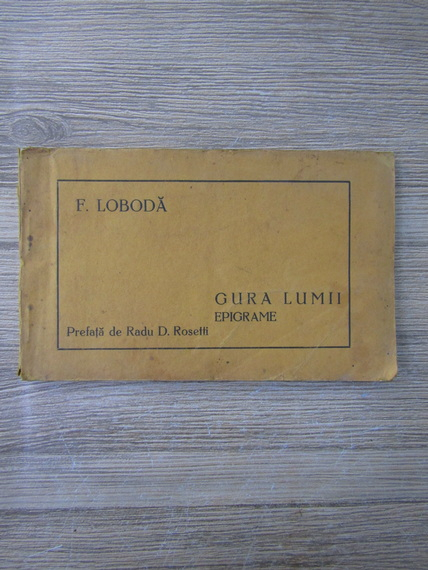 F. LOBODĂ
GURA LUMII
EPIGRAME
Prefață de Radu D. Rosetti